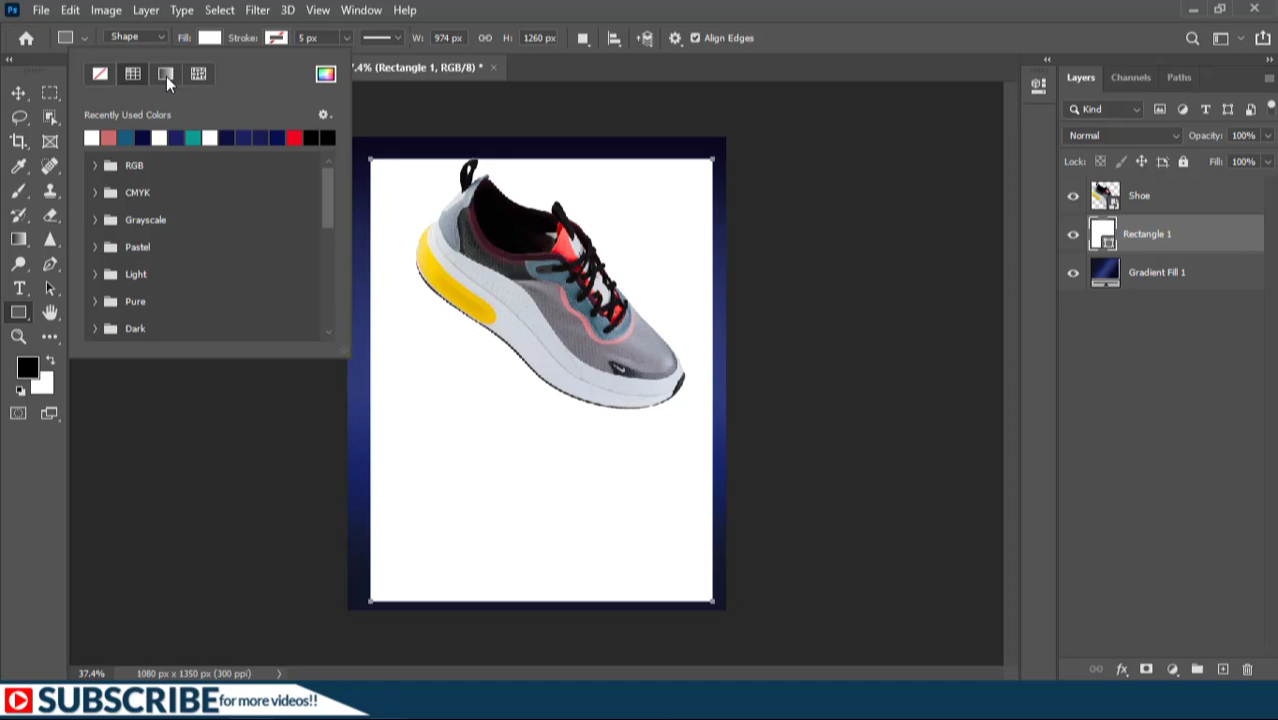 Ps File Edit Image Layer Type Select Filter 3D View Window Help
Shape Fill: Stroke: 5 px W: 974 px H: 1260 px Align Edges
7.4% (Rectangle 1, RGB/8) *
Layers Channels Paths
Kind
Recently Used Colors
Normal Opacity: 100%
Lock: Fill: 100%
RGB
CMYK
Grayscale
Pastel
Light
Pure
Dark
Shoe
Rectangle 1
Gradient Fill 1
37.4% 1080 px x 1350 px (300 ppi)
SUBSCRIBE for more videos!!